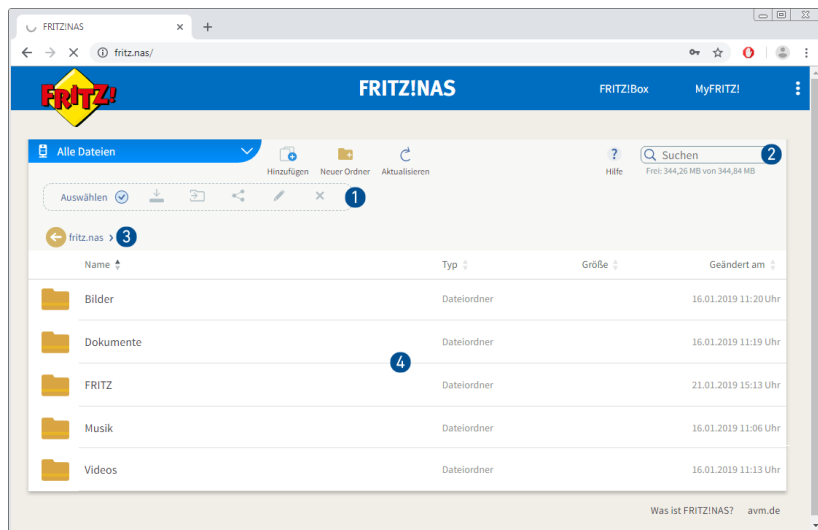 FRITZ!NAS
fritz.nas/
FRITZ!
FRITZ!NAS
FRITZ!Box
MyFRITZ!
Alle Dateien
Hinzufügen
Neuer Ordner
Aktualisieren
?
Hilfe
Suchen
2
Frei: 344,26 MB von 344,84 MB
Auswählen
1
fritz.nas >
3
Name Typ Größe Geändert am
Bilder Dateiordner 16.01.2019 11:20 Uhr
Dokumente Dateiordner 16.01.2019 11:19 Uhr
4
FRITZ Dateiordner 21.01.2019 15:13 Uhr
Musik Dateiordner 16.01.2019 11:06 Uhr
Videos Dateiordner 16.01.2019 11:13 Uhr
Was ist FRITZ!NAS? avm.de